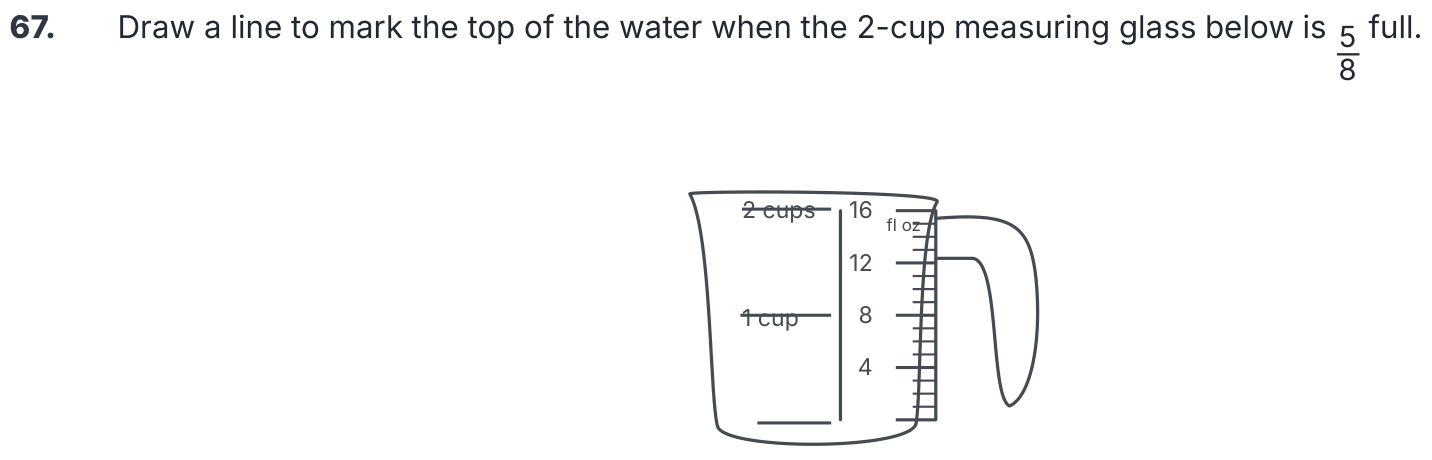 67. Draw a line to mark the top of the water when the 2-cup measuring glass below is 5/8 full.
2 cups 16
fl oz
12
1 cup 8
4